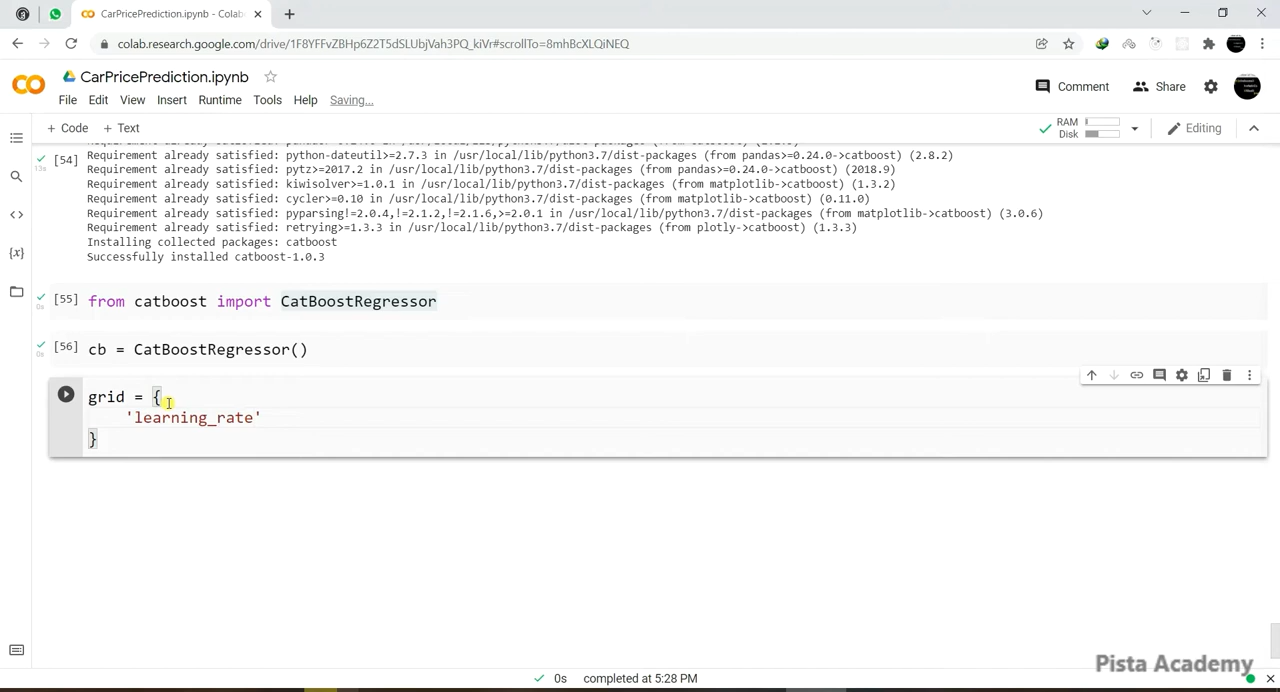 CarPricePrediction.ipynb - Colab
colab.research.google.com/drive/1F8YFFvZBHp6Z2T5dSLUbjVah3PQ_kiVr#scrollTo=8mhBcXLQiNEQ
CarPricePrediction.ipynb
Comment
Share
File Edit View Insert Runtime Tools Help Saving...
+ Code + Text
RAM
Disk
Editing
[54]
13s
Requirement already satisfied: python-dateutil>=2.7.3 in /usr/local/lib/python3.7/dist-packages (from pandas>=0.24.0->catboost) (2.8.2)
Requirement already satisfied: pytz>=2017.2 in /usr/local/lib/python3.7/dist-packages (from pandas>=0.24.0->catboost) (2018.9)
Requirement already satisfied: kiwisolver>=1.0.1 in /usr/local/lib/python3.7/dist-packages (from matplotlib->catboost) (1.3.2)
Requirement already satisfied: cycler>=0.10 in /usr/local/lib/python3.7/dist-packages (from matplotlib->catboost) (0.11.0)
Requirement already satisfied: pyparsing!=2.0.4,!=2.1.2,!=2.1.6,>=2.0.1 in /usr/local/lib/python3.7/dist-packages (from matplotlib->catboost) (3.0.6)
Requirement already satisfied: retrying>=1.3.3 in /usr/local/lib/python3.7/dist-packages (from plotly->catboost) (1.3.3)
Installing collected packages: catboost
Successfully installed catboost-1.0.3
[55] from catboost import CatBoostRegressor
0s
[56] cb = CatBoostRegressor()
0s
grid = {
'learning_rate'
}
Pista Academy
0s completed at 5:28 PM